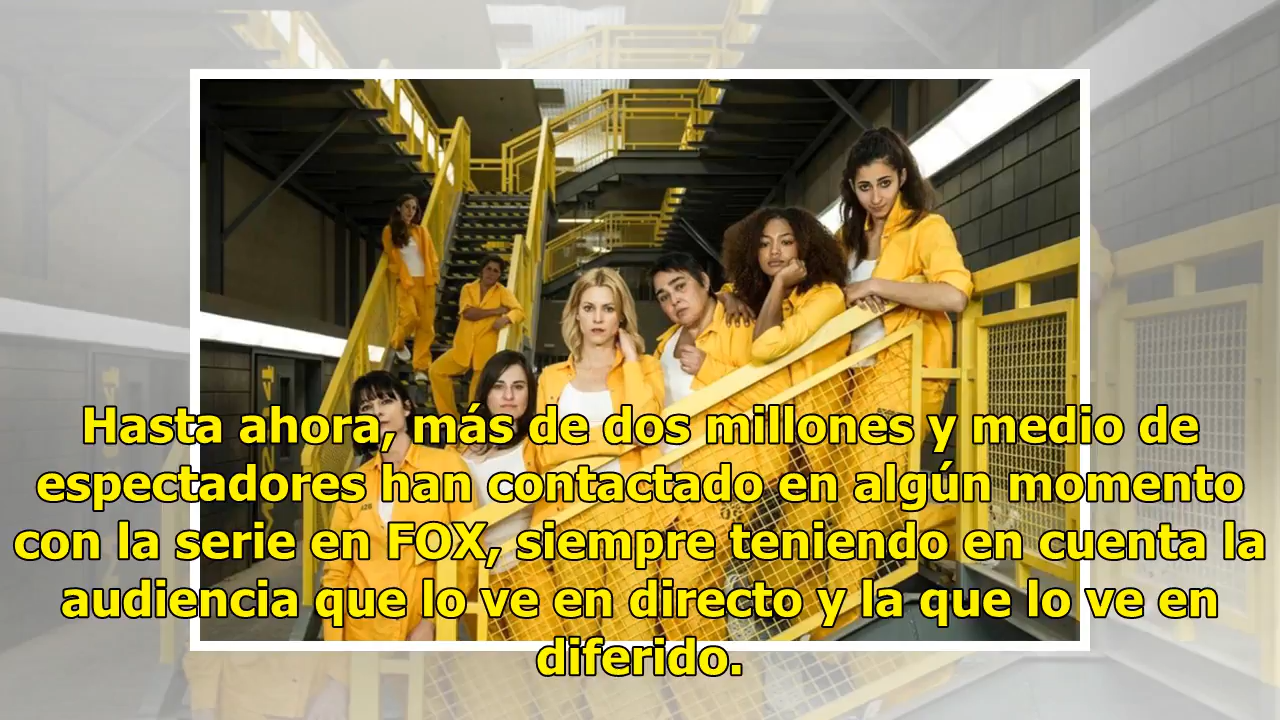 Hasta ahora, más de dos millones y medio de
espectadores han contactado en algún momento
con la serie en FOX, siempre teniendo en cuenta la
audiencia que lo ve en directo y la que lo ve en
diferido.